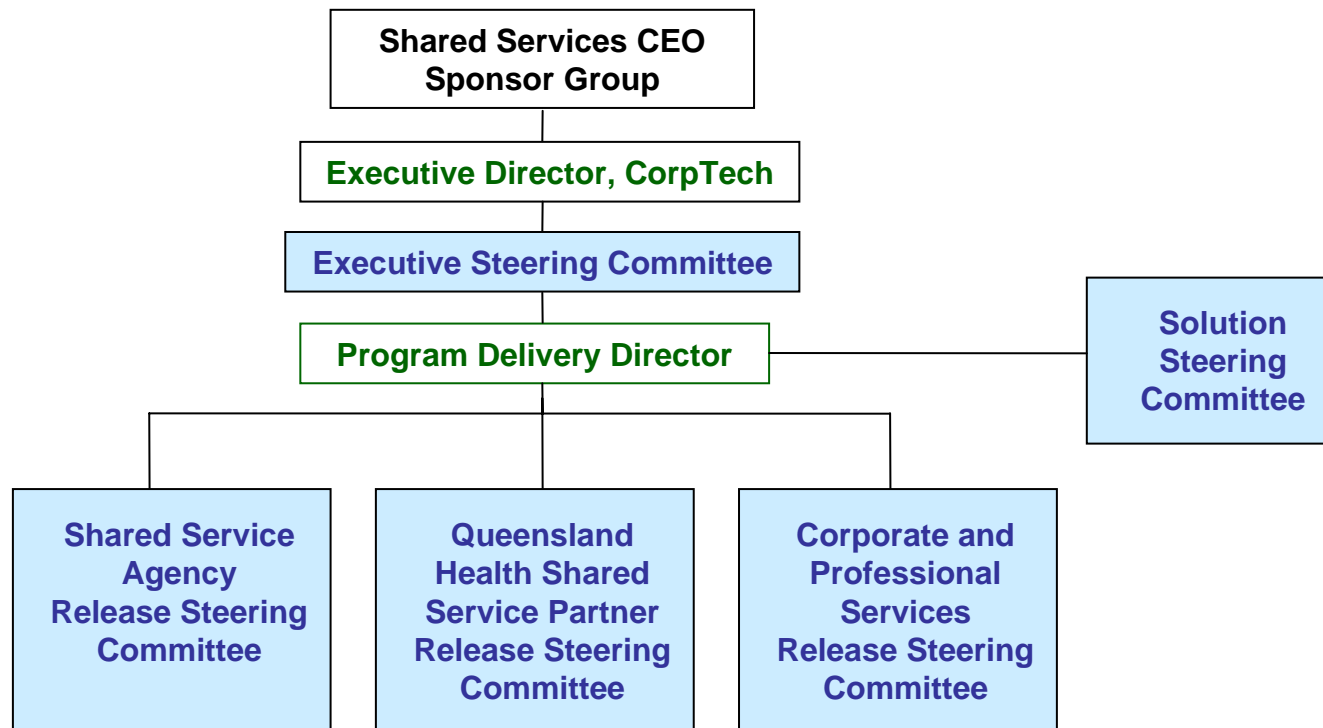 Shared Services CEO
Sponsor Group
Executive Director, CorpTech
Executive Steering Committee
Program Delivery Director
Solution
Steering
Committee
Shared Service
Agency
Release Steering
Committee
Queensland
Health Shared
Service Partner
Release Steering
Committee
Corporate and
Professional
Services
Release Steering
Committee